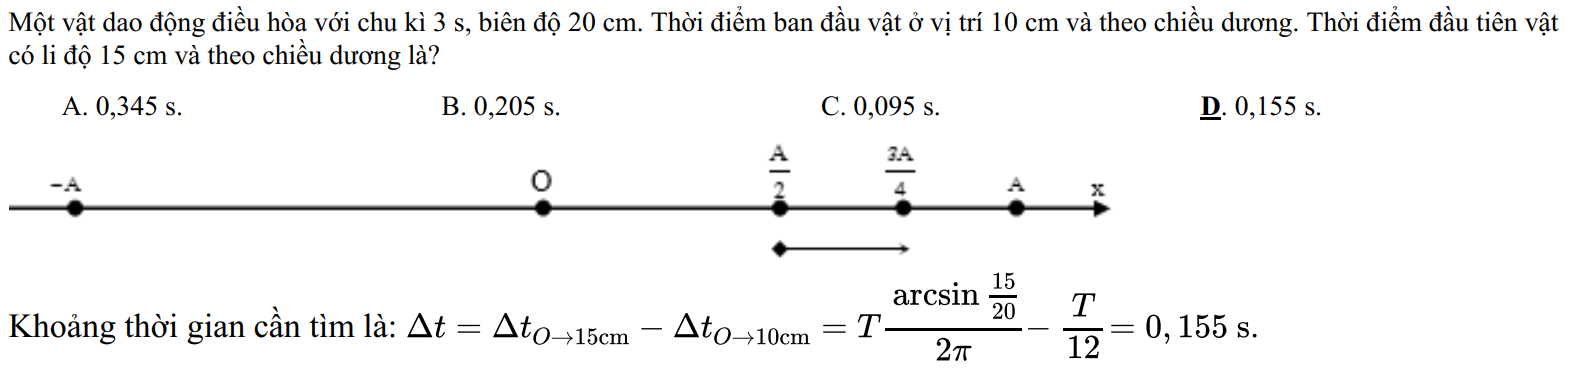 Một vật dao động điều hòa với chu kì 3 s, biên độ 20 cm. Thời điểm ban đầu vật ở vị trí 10 cm và theo chiều dương. Thời điểm đầu tiên vật
có li độ 15 cm và theo chiều dương là?
A. 0,345 s. B. 0,205 s. C. 0,095 s. D. 0,155 s.
−A O A/2 3A/4 A x
Khoảng thời gian cần tìm là: Δt = Δt_{O→15cm} − Δt_{O→10cm} = T \frac{arcsin \frac{15}{20}}{2π} − \frac{T}{12} = 0,155 s.